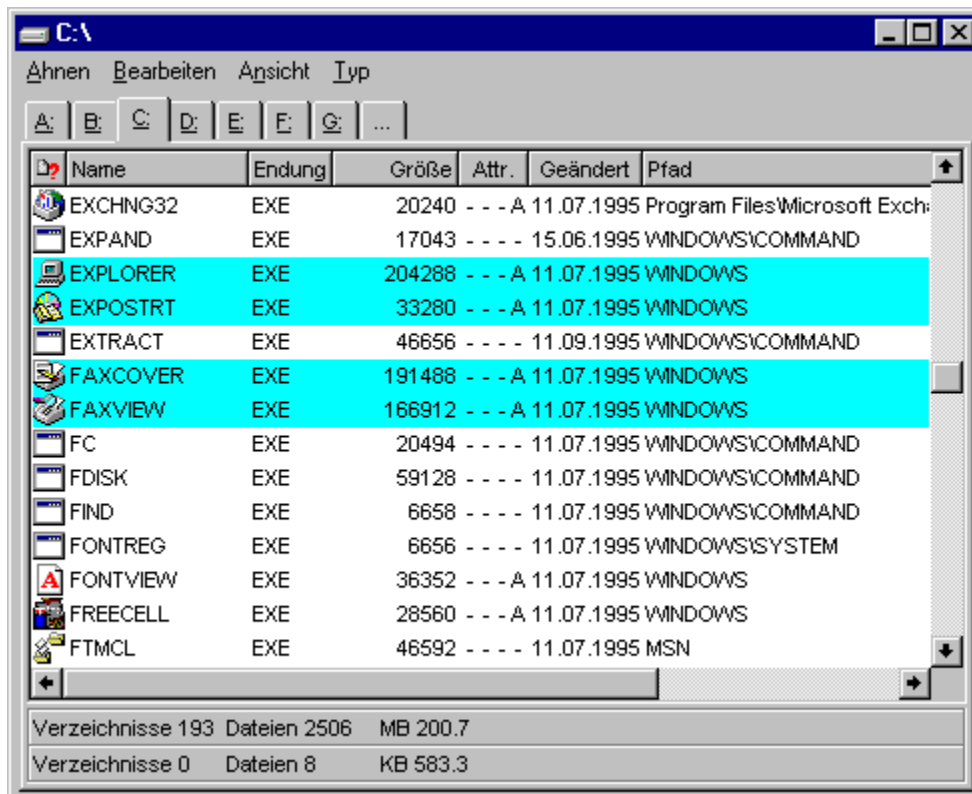 C:\
Ahnen Bearbeiten Ansicht Typ
A: B: C: D: E: F: G: ...
Name Endung Größe Attr. Geändert Pfad
EXCHNG32 EXE 20240 - - - A 11.07.1995 Program Files\Microsoft Exch
EXPAND EXE 17043 - - - - 15.06.1995 WINDOWS\COMMAND
EXPLORER EXE 204288 - - - A 11.07.1995 WINDOWS
EXPOSTRT EXE 33280 - - - A 11.07.1995 WINDOWS
EXTRACT EXE 46656 - - - - 11.09.1995 WINDOWS\COMMAND
FAXCOVER EXE 191488 - - - A 11.07.1995 WINDOWS
FAXVIEW EXE 166912 - - - A 11.07.1995 WINDOWS
FC EXE 20494 - - - - 11.07.1995 WINDOWS\COMMAND
FDISK EXE 59128 - - - - 11.07.1995 WINDOWS\COMMAND
FIND EXE 6658 - - - - 11.07.1995 WINDOWS\COMMAND
FONTREG EXE 6656 - - - - 11.07.1995 WINDOWS\SYSTEM
FONTVIEW EXE 36352 - - - A 11.07.1995 WINDOWS
FREECELL EXE 28560 - - - A 11.07.1995 WINDOWS
FTMCL EXE 46592 - - - - 11.07.1995 MSN
Verzeichnisse 193 Dateien 2506 MB 200.7
Verzeichnisse 0 Dateien 8 KB 583.3